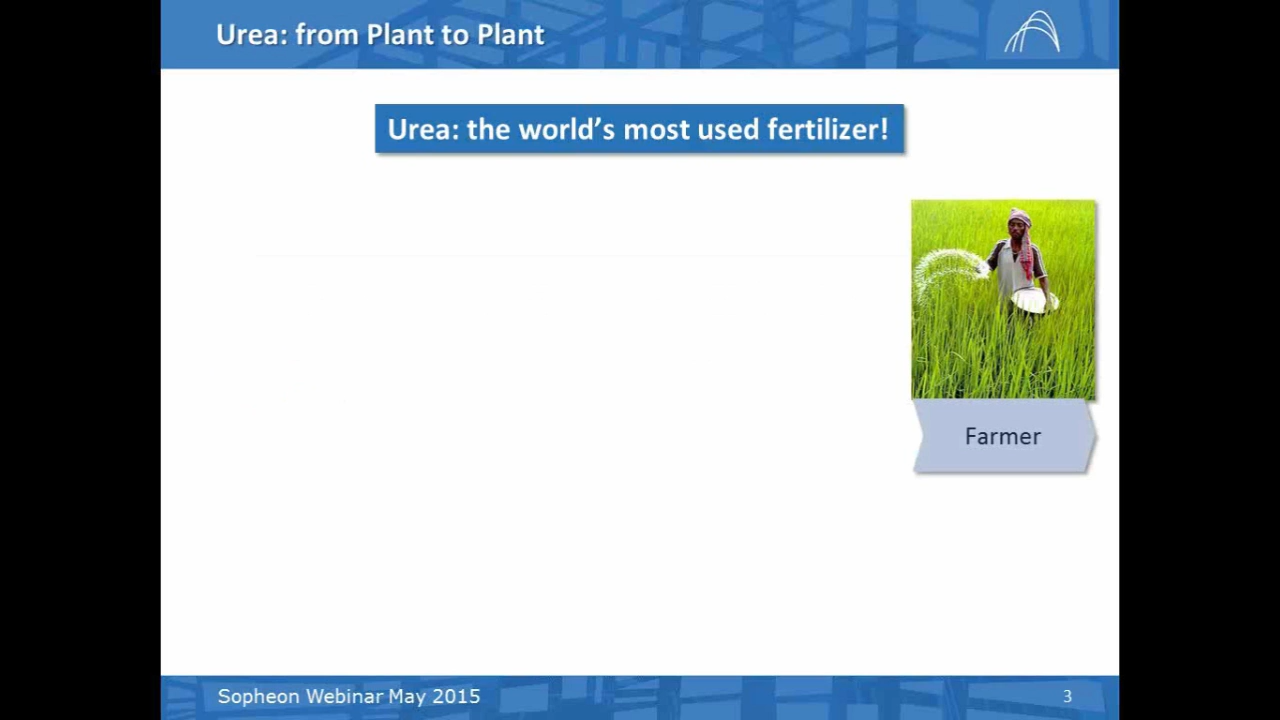 Urea: from Plant to Plant
Urea: the world’s most used fertilizer!
Farmer
Sopheon Webinar May 2015
3